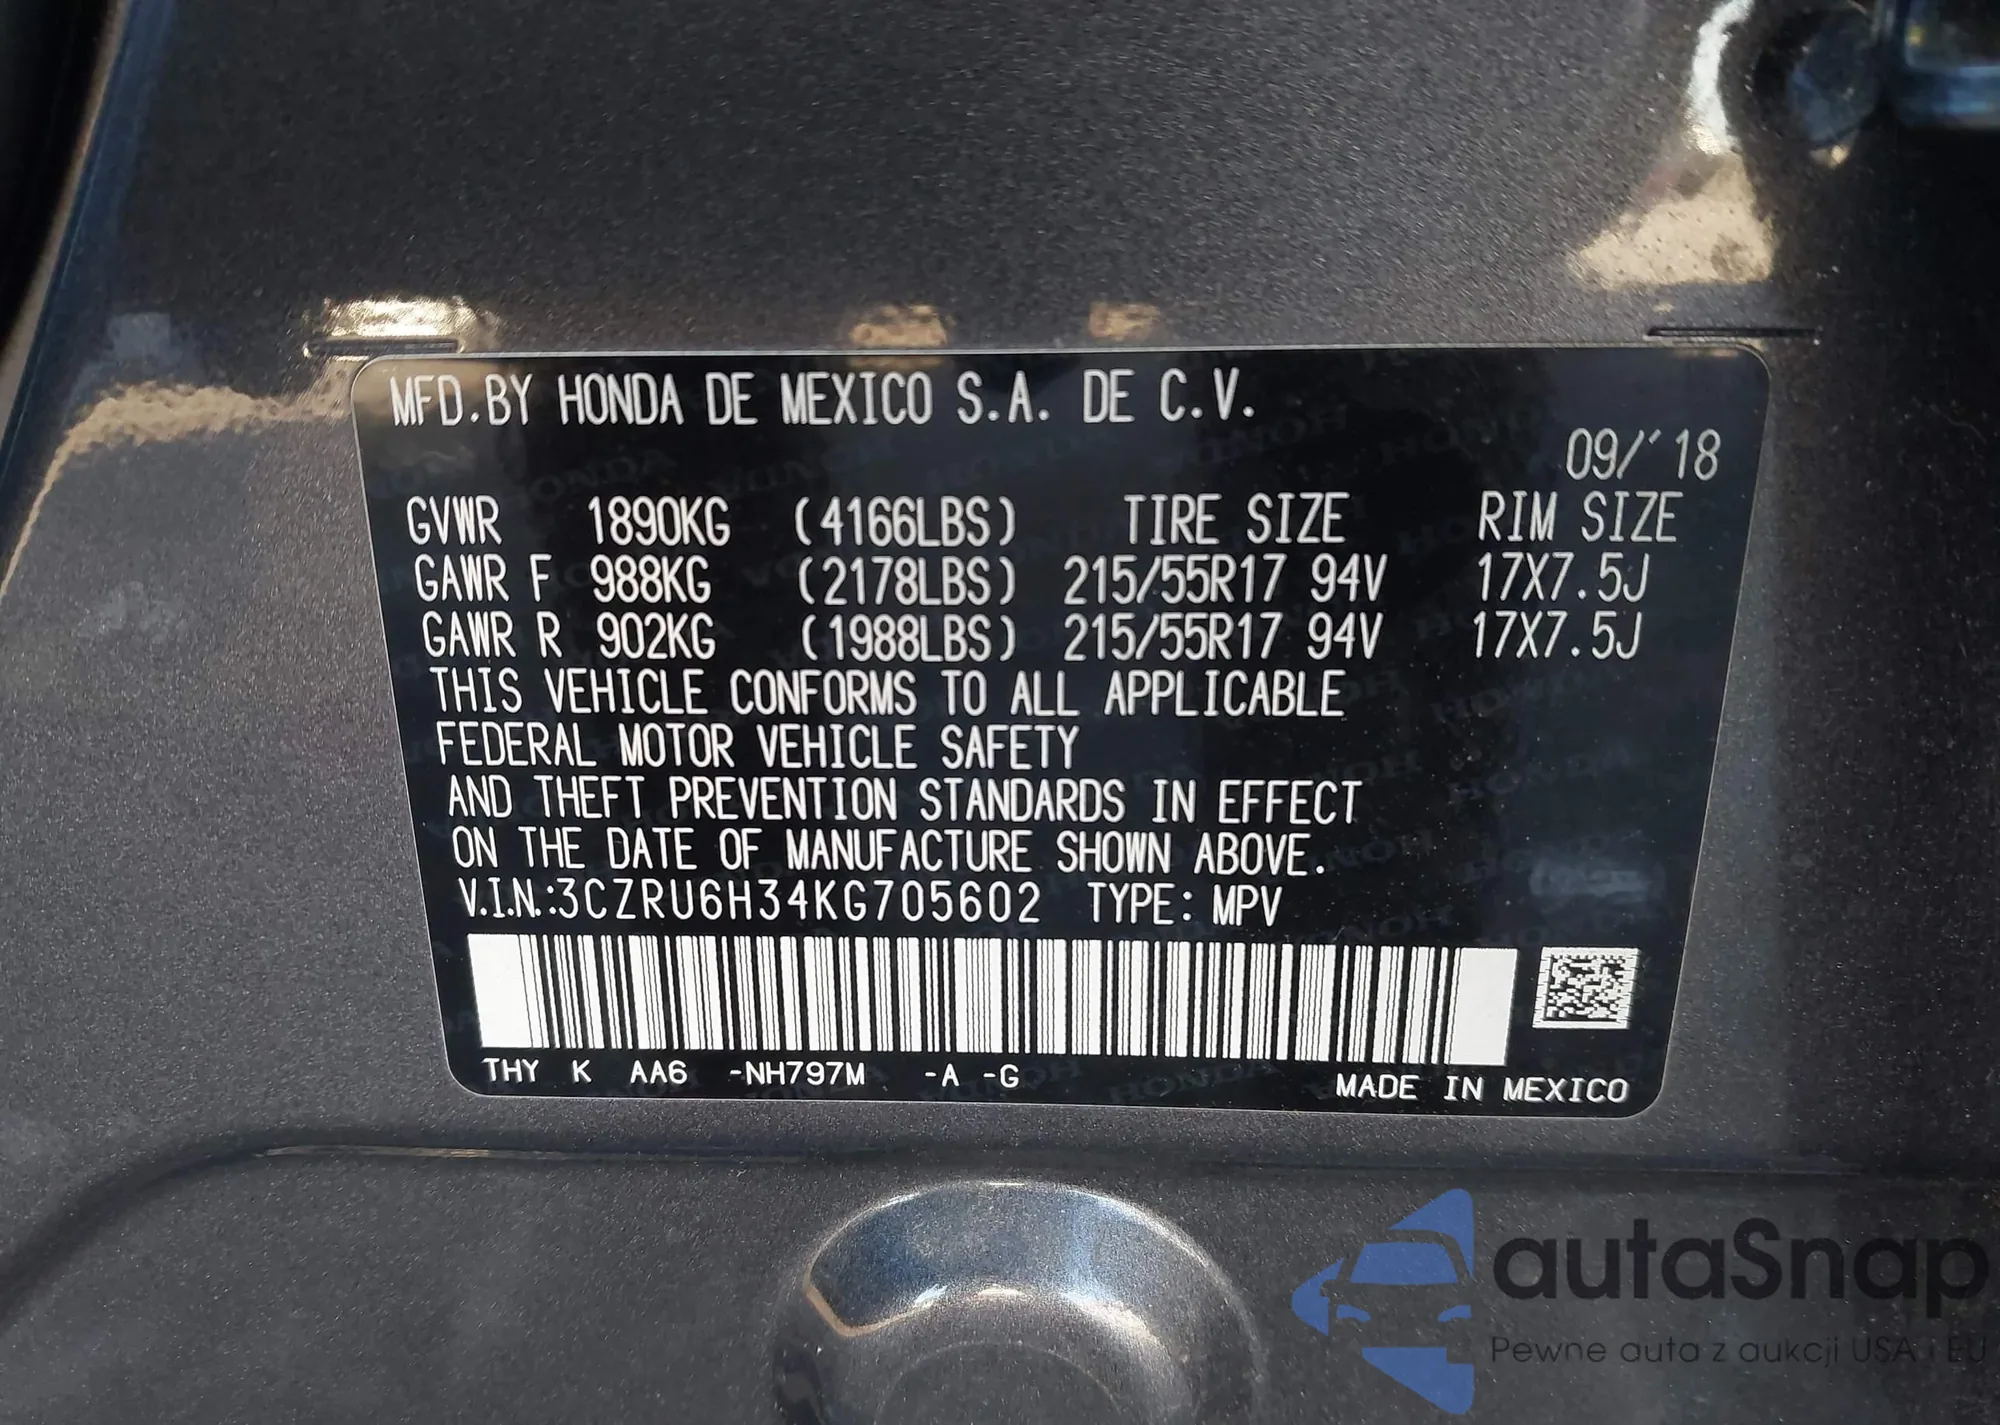 MFD.BY HONDA DE MEXICO S.A. DE C.V.
09/'18
GVWR 1890KG (4166LBS) TIRE SIZE RIM SIZE
GAWR F 988KG (2178LBS) 215/55R17 94V 17X7.5J
GAWR R 902KG (1988LBS) 215/55R17 94V 17X7.5J
THIS VEHICLE CONFORMS TO ALL APPLICABLE
FEDERAL MOTOR VEHICLE SAFETY
AND THEFT PREVENTION STANDARDS IN EFFECT
ON THE DATE OF MANUFACTURE SHOWN ABOVE.
V.I.N.:3CZRU6H34KG705602 TYPE: MPV
THY K AA6 -NH797M -A -G
MADE IN MEXICO
autaSnap
Pewne auta z aukcji USA i EU